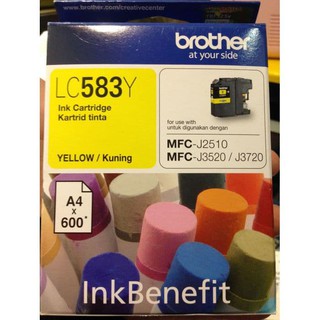 www.brother.com/creativecenter
brother
at your side
LC583Y
Ink Cartridge
Kartrid tinta
for use with
untuk digunakan dengan
MFC-J2510
MFC-J3520 / J3720
YELLOW / Kuning
A4
x
600*
InkBenefit